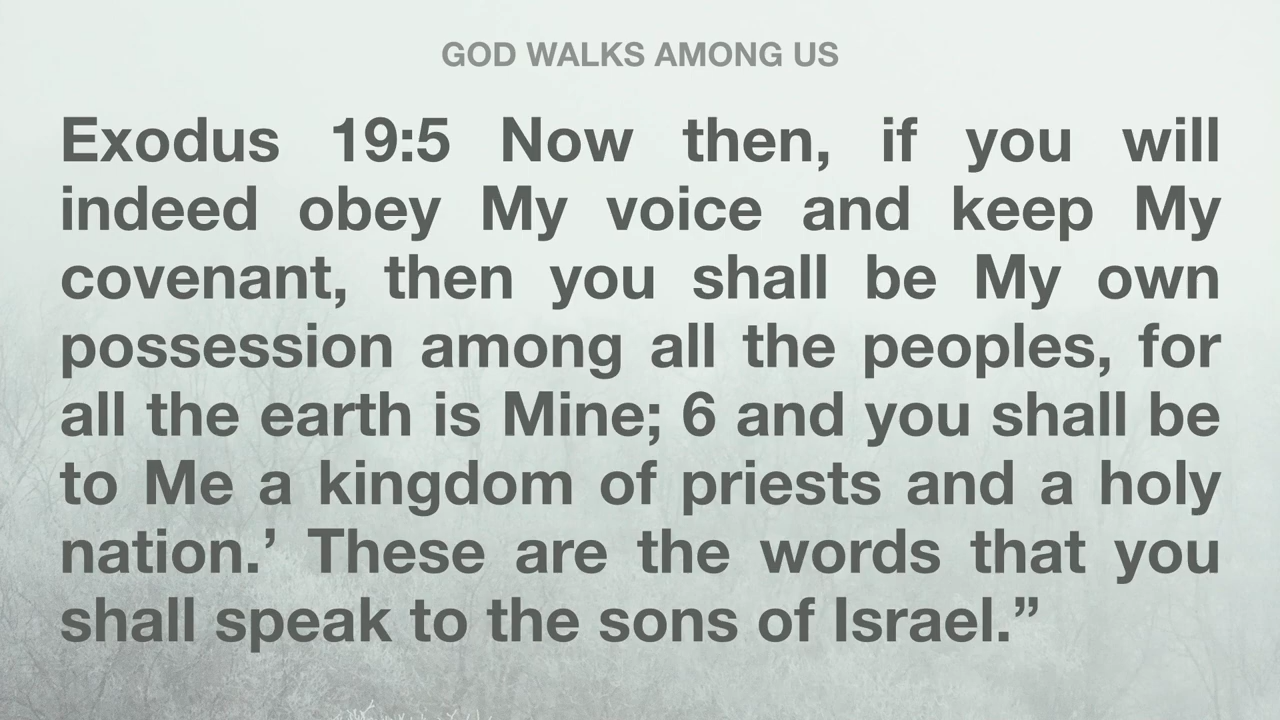 GOD WALKS AMONG US
Exodus 19:5 Now then, if you will
indeed obey My voice and keep My
covenant, then you shall be My own
possession among all the peoples, for
all the earth is Mine; 6 and you shall be
to Me a kingdom of priests and a holy
nation.’ These are the words that you
shall speak to the sons of Israel.”